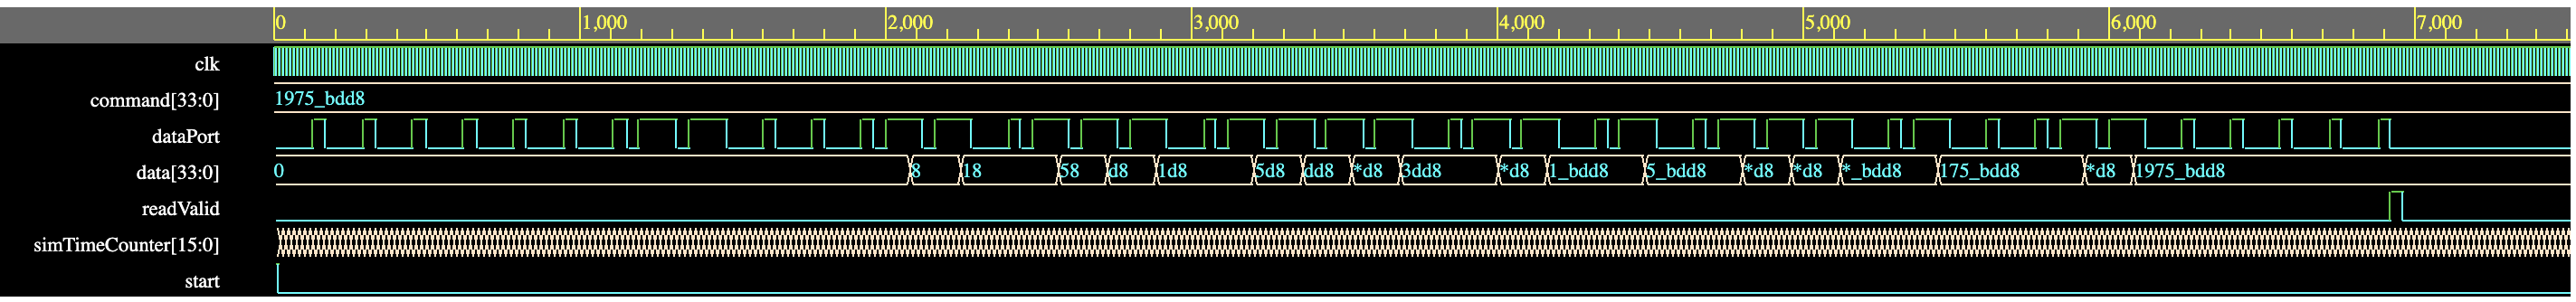 0 1,000 2,000 3,000 4,000 5,000 6,000 7,000
clk
command[33:0] 1975_bdd8
dataPort
data[33:0] 0 8 18 58 d8 1d8 5d8 dd8 *d8 3dd8 *d8 1_bdd8 5_bdd8 *d8 *d8 *_bdd8 175_bdd8 *d8 1975_bdd8
readValid
simTimeCounter[15:0]
start